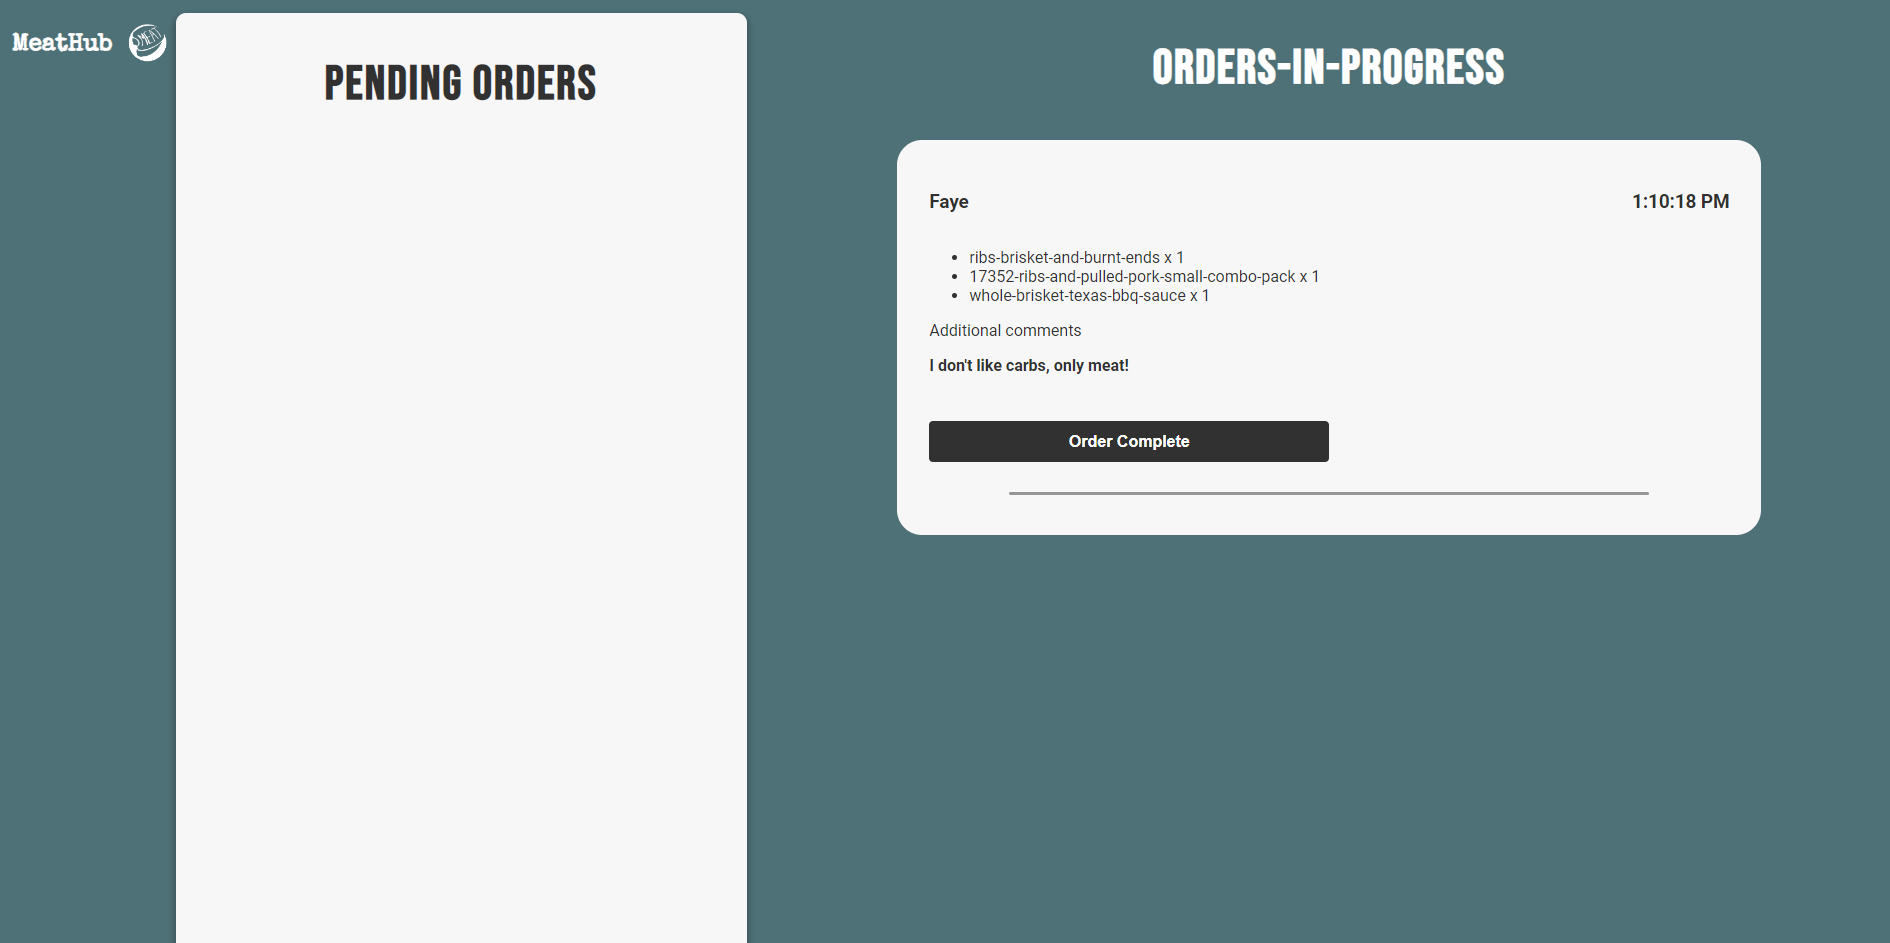 MeatHub
PENDING ORDERS
ORDERS-IN-PROGRESS
Faye
1:10:18 PM
ribs-brisket-and-burnt-ends x 1
17352-ribs-and-pulled-pork-small-combo-pack x 1
whole-brisket-texas-bbq-sauce x 1
Additional comments
I don't like carbs, only meat!
Order Complete